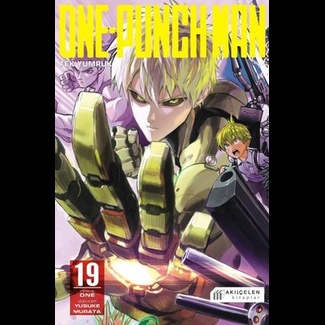 ONE-PUNCH MAN
TEK YUMRUK
19
ONE
YUSUKE
MURATA
AKILÇELEN
kitaplar